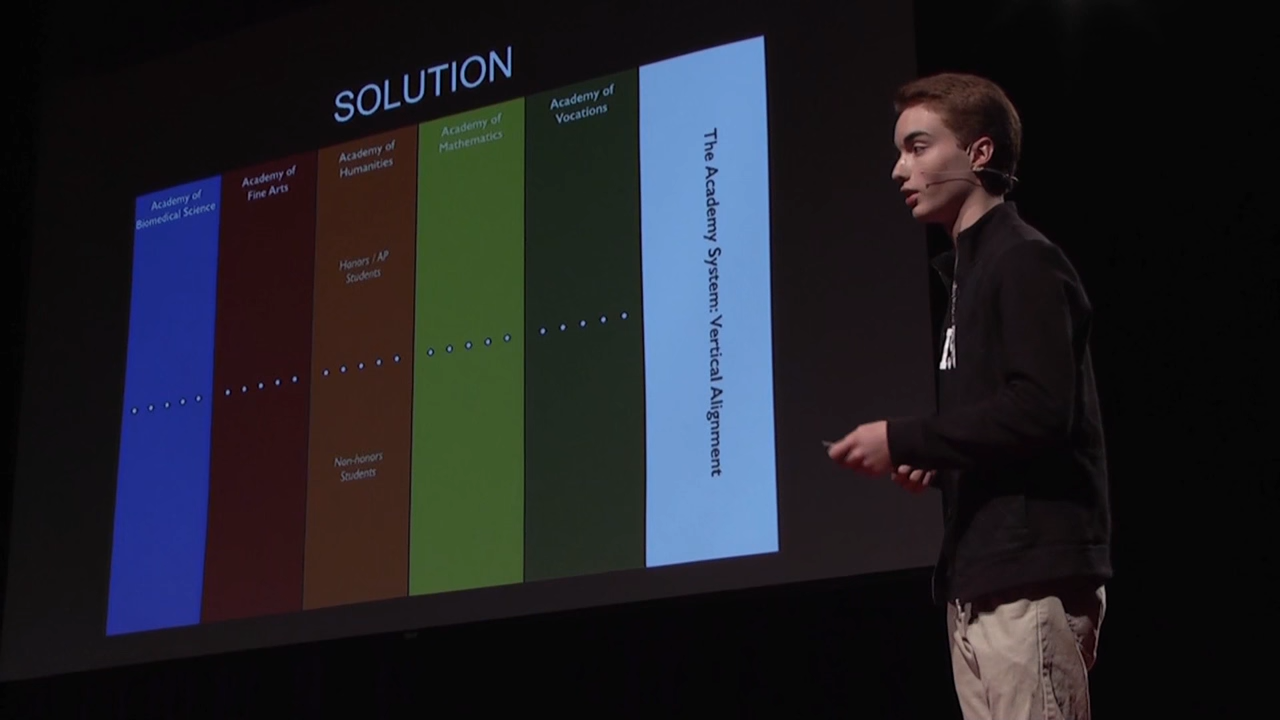 SOLUTION
Academy of
Biomedical Science
Academy of
Fine Arts
Academy of
Humanities
Honors / AP
Students
Non-honors
Students
Academy of
Mathematics
Academy of
Vocations
The Academy System: Vertical Alignment